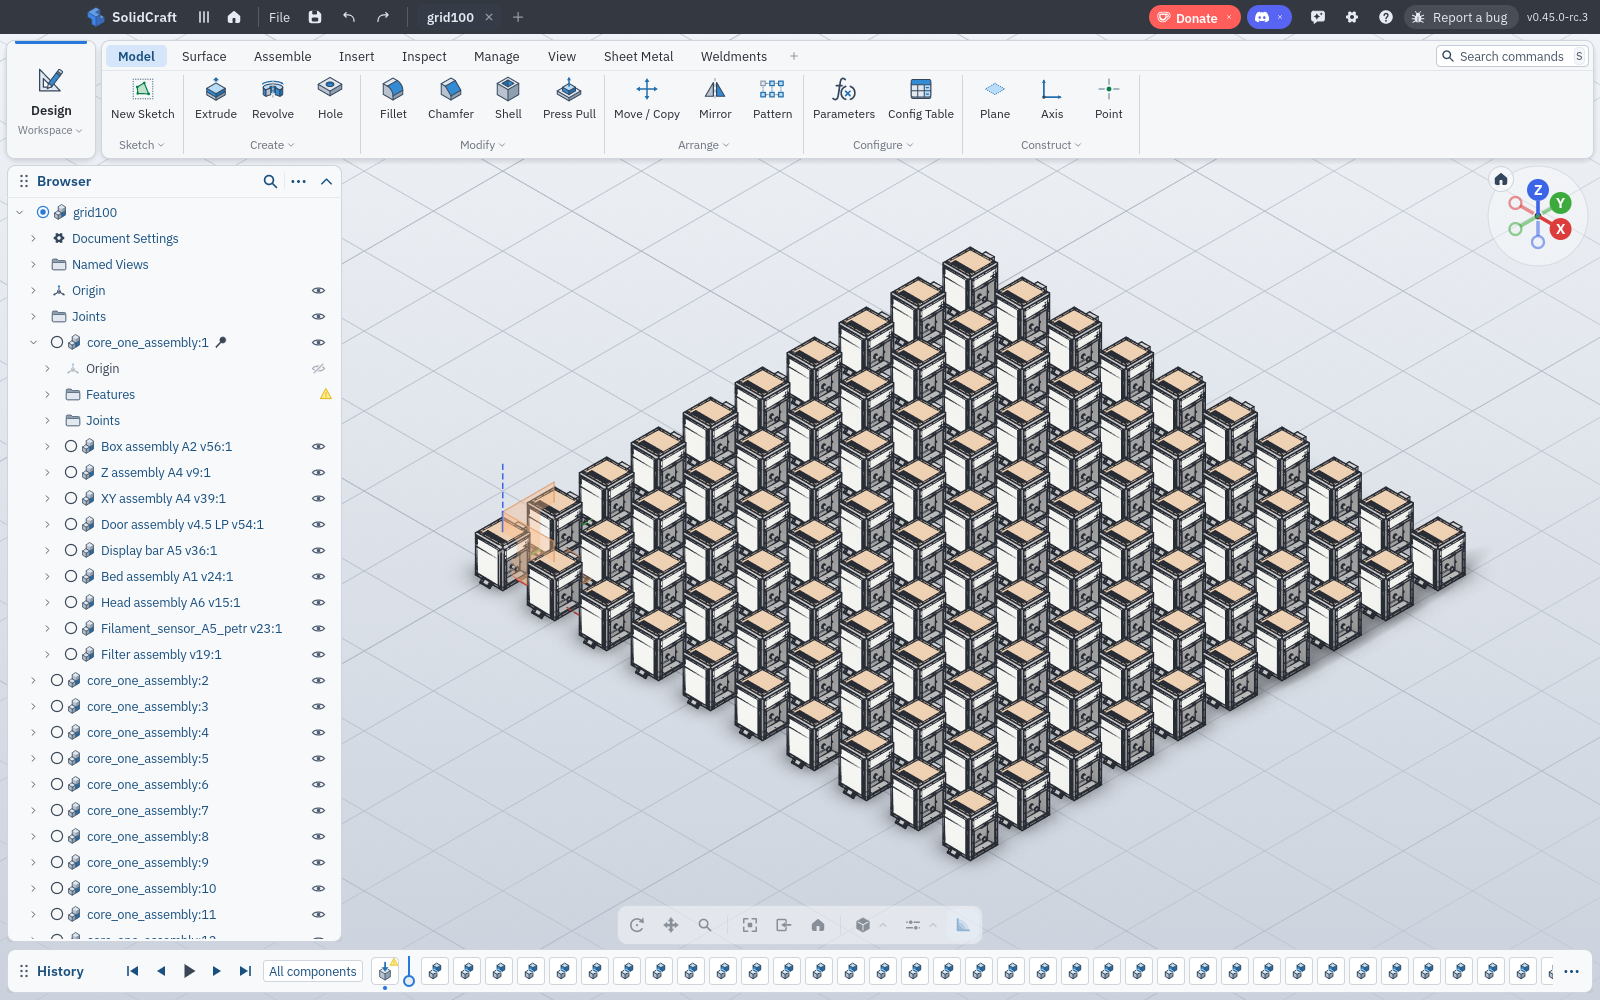 SolidCraft
File
grid100
Donate
Report a bug
v0.45.0-rc.3
Design
Workspace
Model
Surface
Assemble
Insert
Inspect
Manage
View
Sheet Metal
Weldments
Search commands
S
New Sketch
Extrude
Revolve
Hole
Fillet
Chamfer
Shell
Press Pull
Move / Copy
Mirror
Pattern
Parameters
Config Table
Plane
Axis
Point
Sketch
Create
Modify
Arrange
Configure
Construct
Browser
grid100
Document Settings
Named Views
Origin
Joints
core_one_assembly:1
Origin
Features
Joints
Box assembly A2 v56:1
Z assembly A4 v9:1
XY assembly A4 v39:1
Door assembly v4.5 LP v54:1
Display bar A5 v36:1
Bed assembly A1 v24:1
Head assembly A6 v15:1
Filament_sensor_A5_petr v23:1
Filter assembly v19:1
core_one_assembly:2
core_one_assembly:3
core_one_assembly:4
core_one_assembly:5
core_one_assembly:6
core_one_assembly:7
core_one_assembly:8
core_one_assembly:9
core_one_assembly:10
core_one_assembly:11
Z
Y
X
History
All components